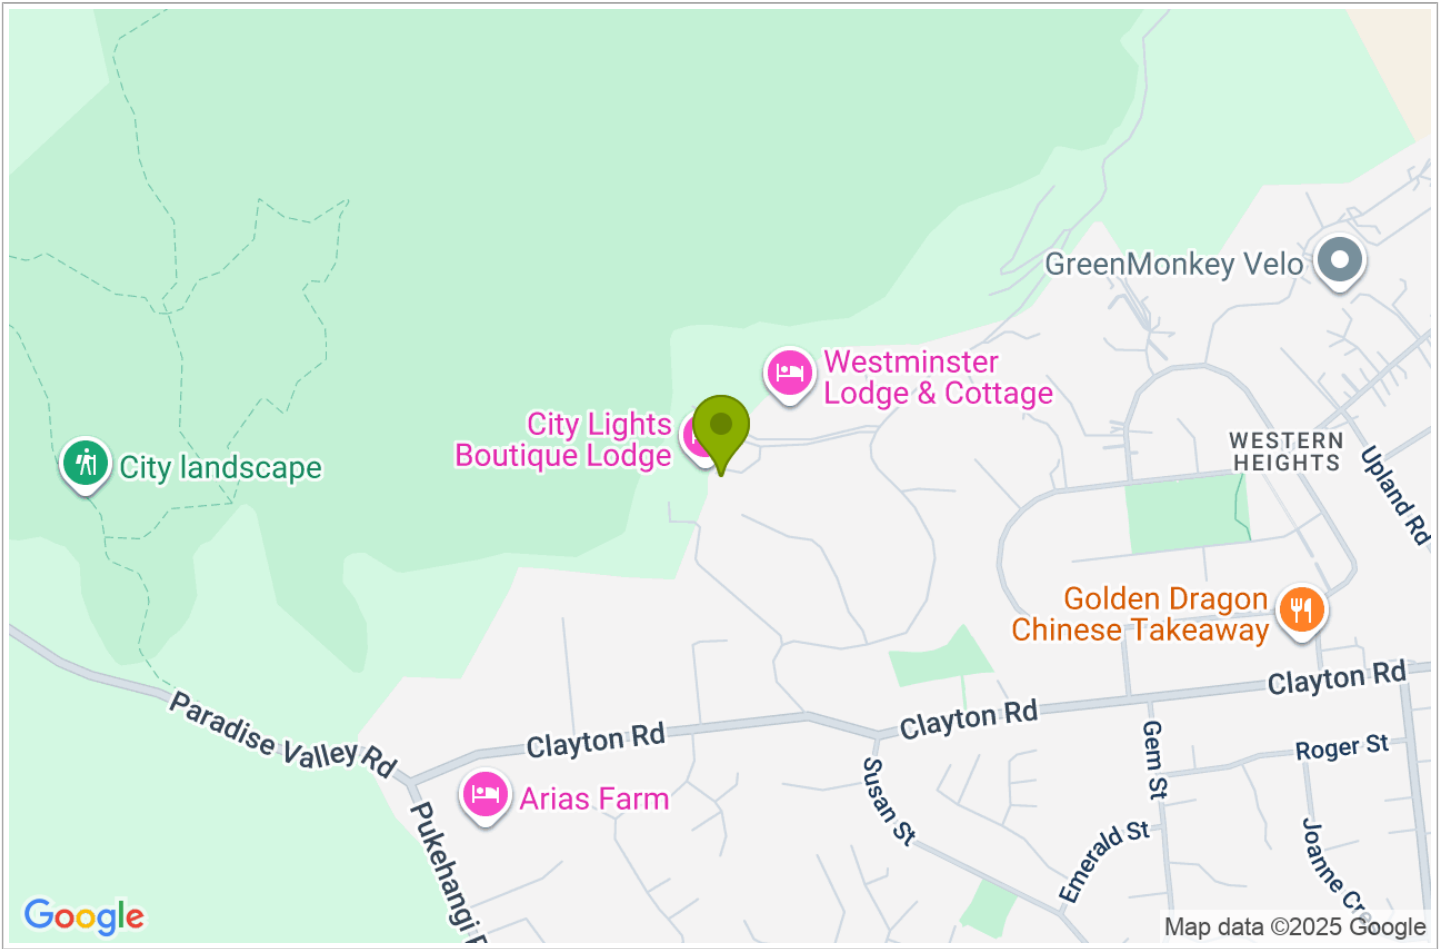 GreenMonkey Velo
Westminster
Lodge & Cottage
City Lights
Boutique Lodge
WESTERN
HEIGHTS
City landscape
Upland Rd
Golden Dragon
Chinese Takeaway
Clayton Rd
Paradise Valley Rd
Clayton Rd
Clayton Rd
Gem St
Roger St
Arias Farm
Susan St
Pukehangi
Emerald St
Joanne Cre
Google
Map data ©2025 Google